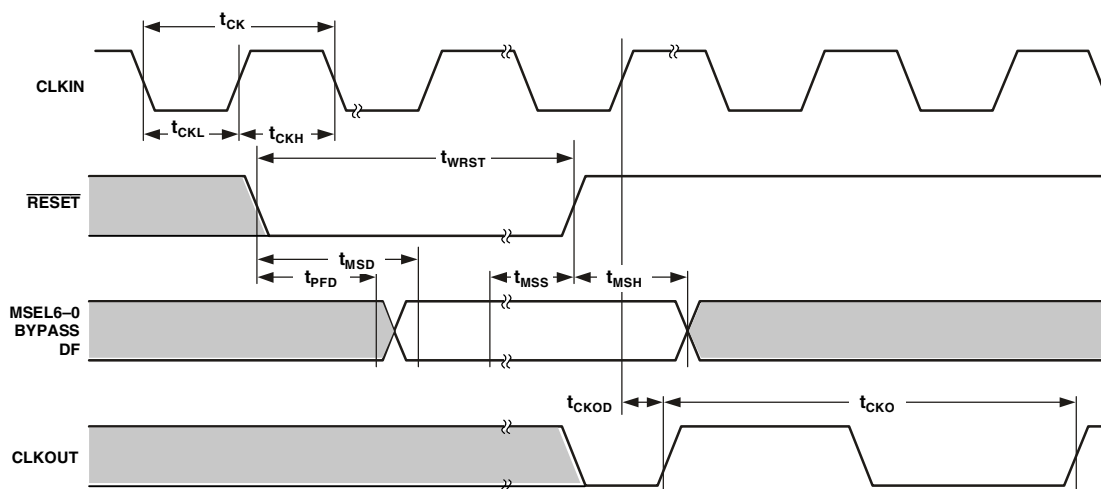 tCK
CLKIN
tCKL
tCKH
tWRST
RESET
tMSD
tPFD
tMSS
tMSH
MSEL6–0
BYPASS
DF
tCKOD
tCKO
CLKOUT